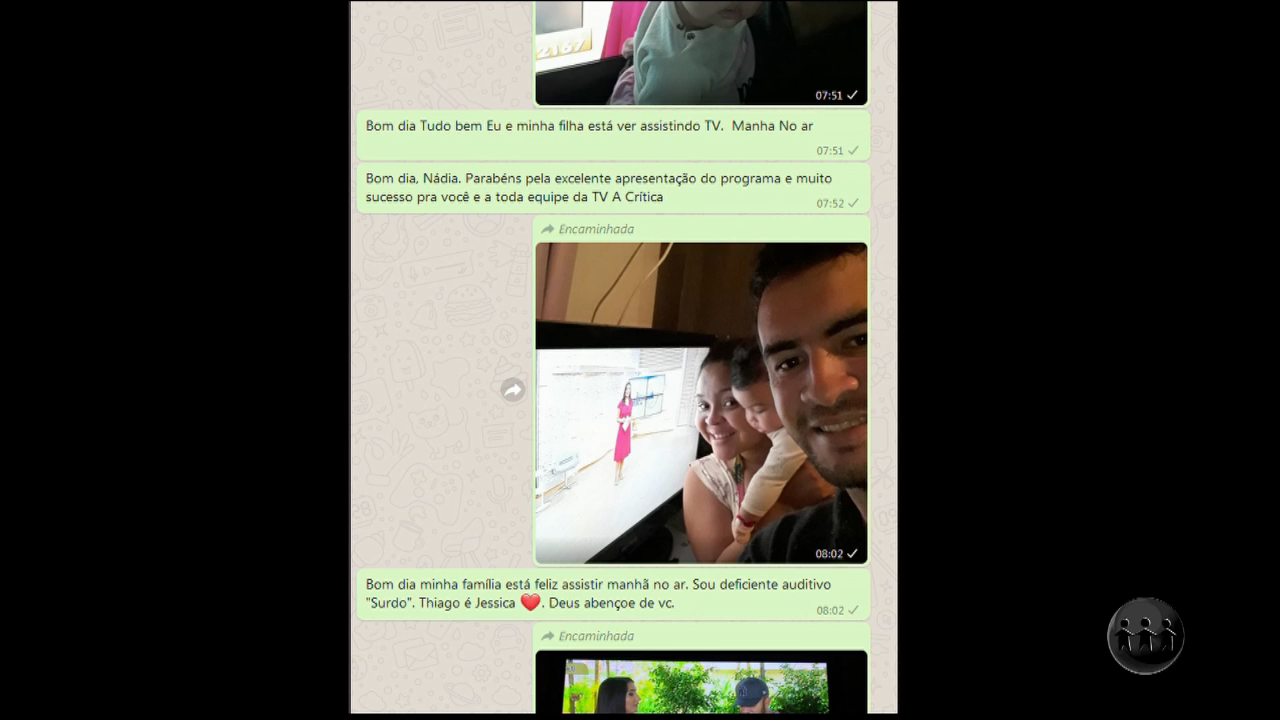 2167
07:51
Bom dia Tudo bem Eu e minha filha está ver assistindo TV.  Manha No ar
07:51
Bom dia, Nádia. Parabéns pela excelente apresentação do programa e muito
sucesso pra você e a toda equipe da TV A Crítica
07:52
Encaminhada
08:02
Bom dia minha família está feliz assistir manhã no ar. Sou deficiente auditivo
"Surdo". Thiago é Jessica ❤️. Deus abençoe de vc.
08:02
Encaminhada